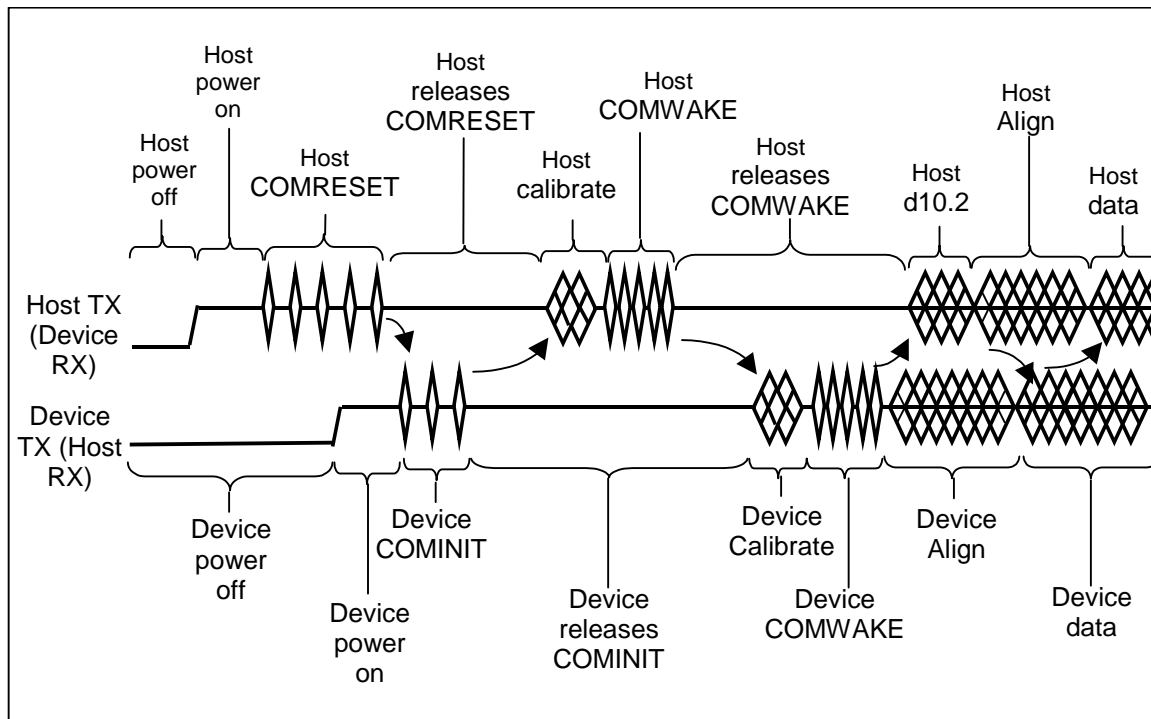 Host
power
off
Host
power
on
Host
COMRESET
Host
releases
COMRESET
Host
calibrate
Host
COMWAKE
Host
releases
COMWAKE
Host
d10.2
Host
Align
Host
data
Host TX
(Device
RX)
Device
TX (Host
RX)
Device
power
off
Device
power
on
Device
COMINIT
Device
releases
COMINIT
Device
Calibrate
Device
COMWAKE
Device
Align
Device
data